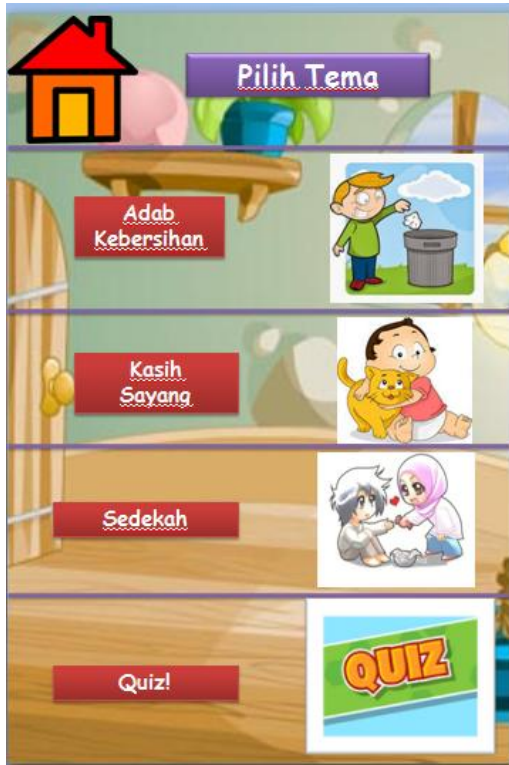 Pilih Tema
Adab
Kebersihan
Kasih
Sayang
Sedekah
Quiz!
QUIZ